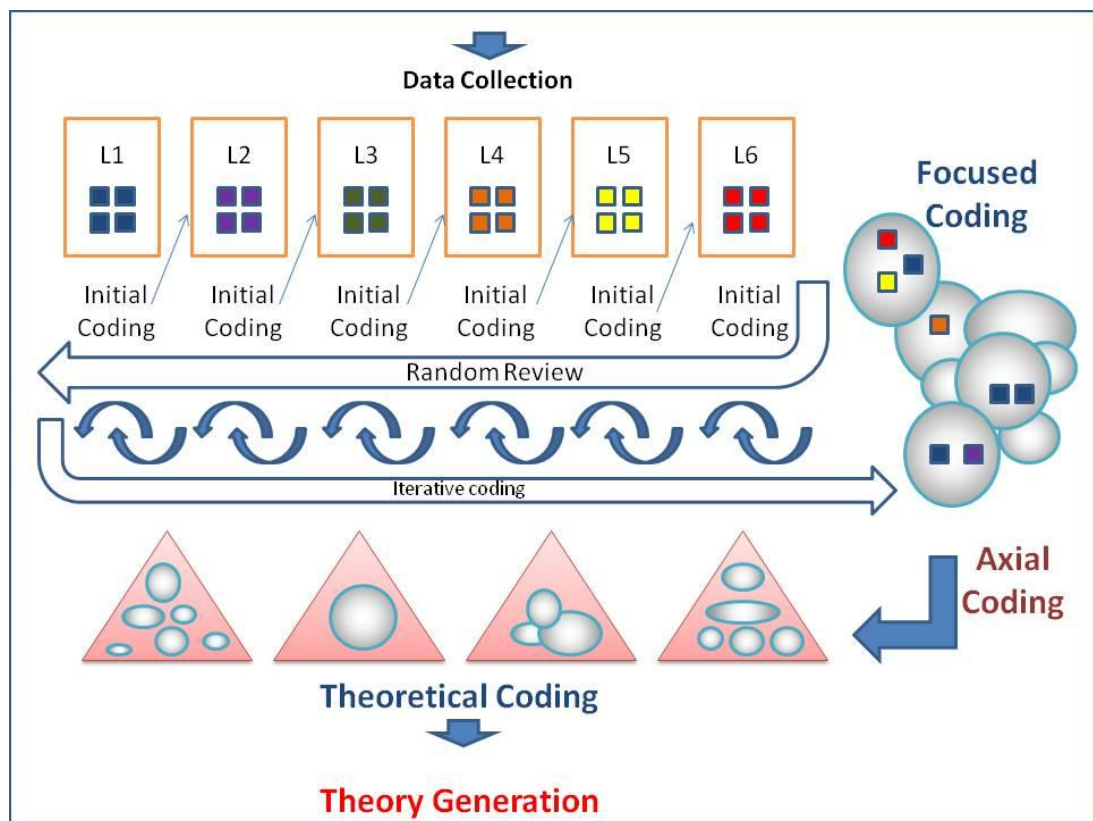 Data Collection
L1
L2
L3
L4
L5
L6
Focused
Coding
Initial
Coding
Initial
Coding
Initial
Coding
Initial
Coding
Initial
Coding
Initial
Coding
Random Review
Iterative coding
Axial
Coding
Theoretical Coding
Theory Generation